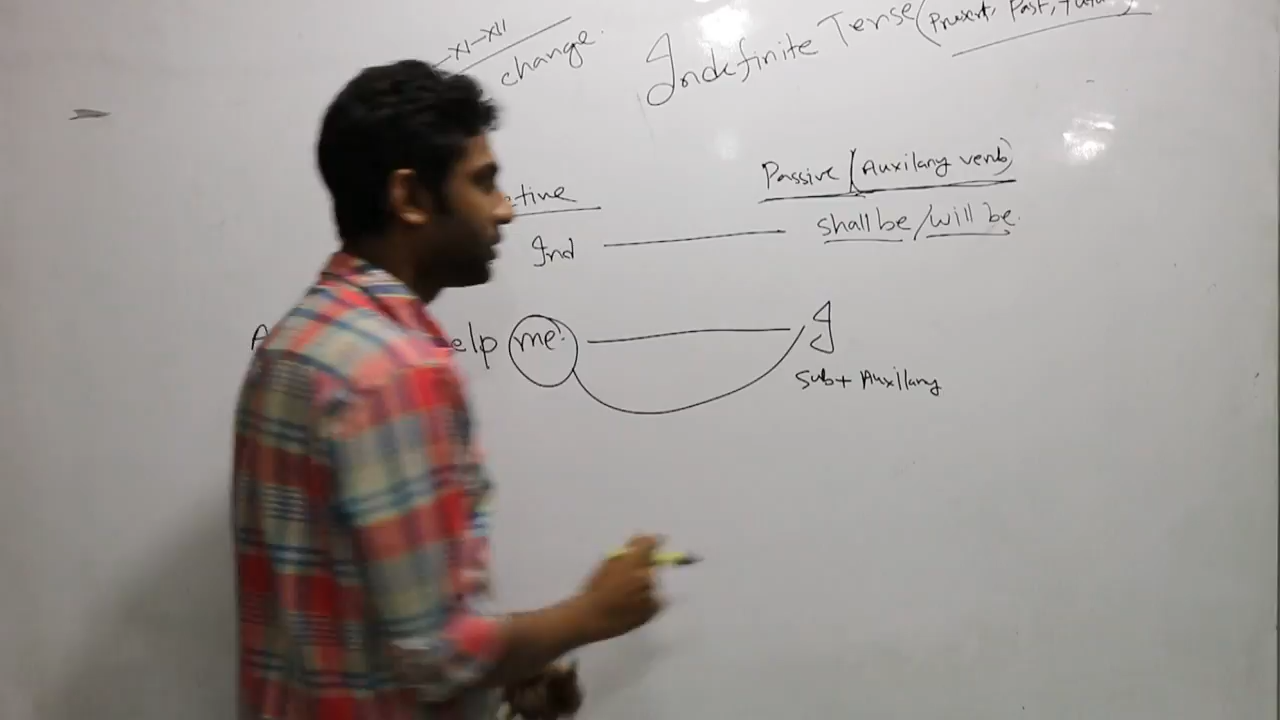 XI-XII
change.
Indefinite Tense (Present, Past,
tive Passive (Auxilary verb)
Ind shall be / will be.
elp me. I
Sub + Auxilary